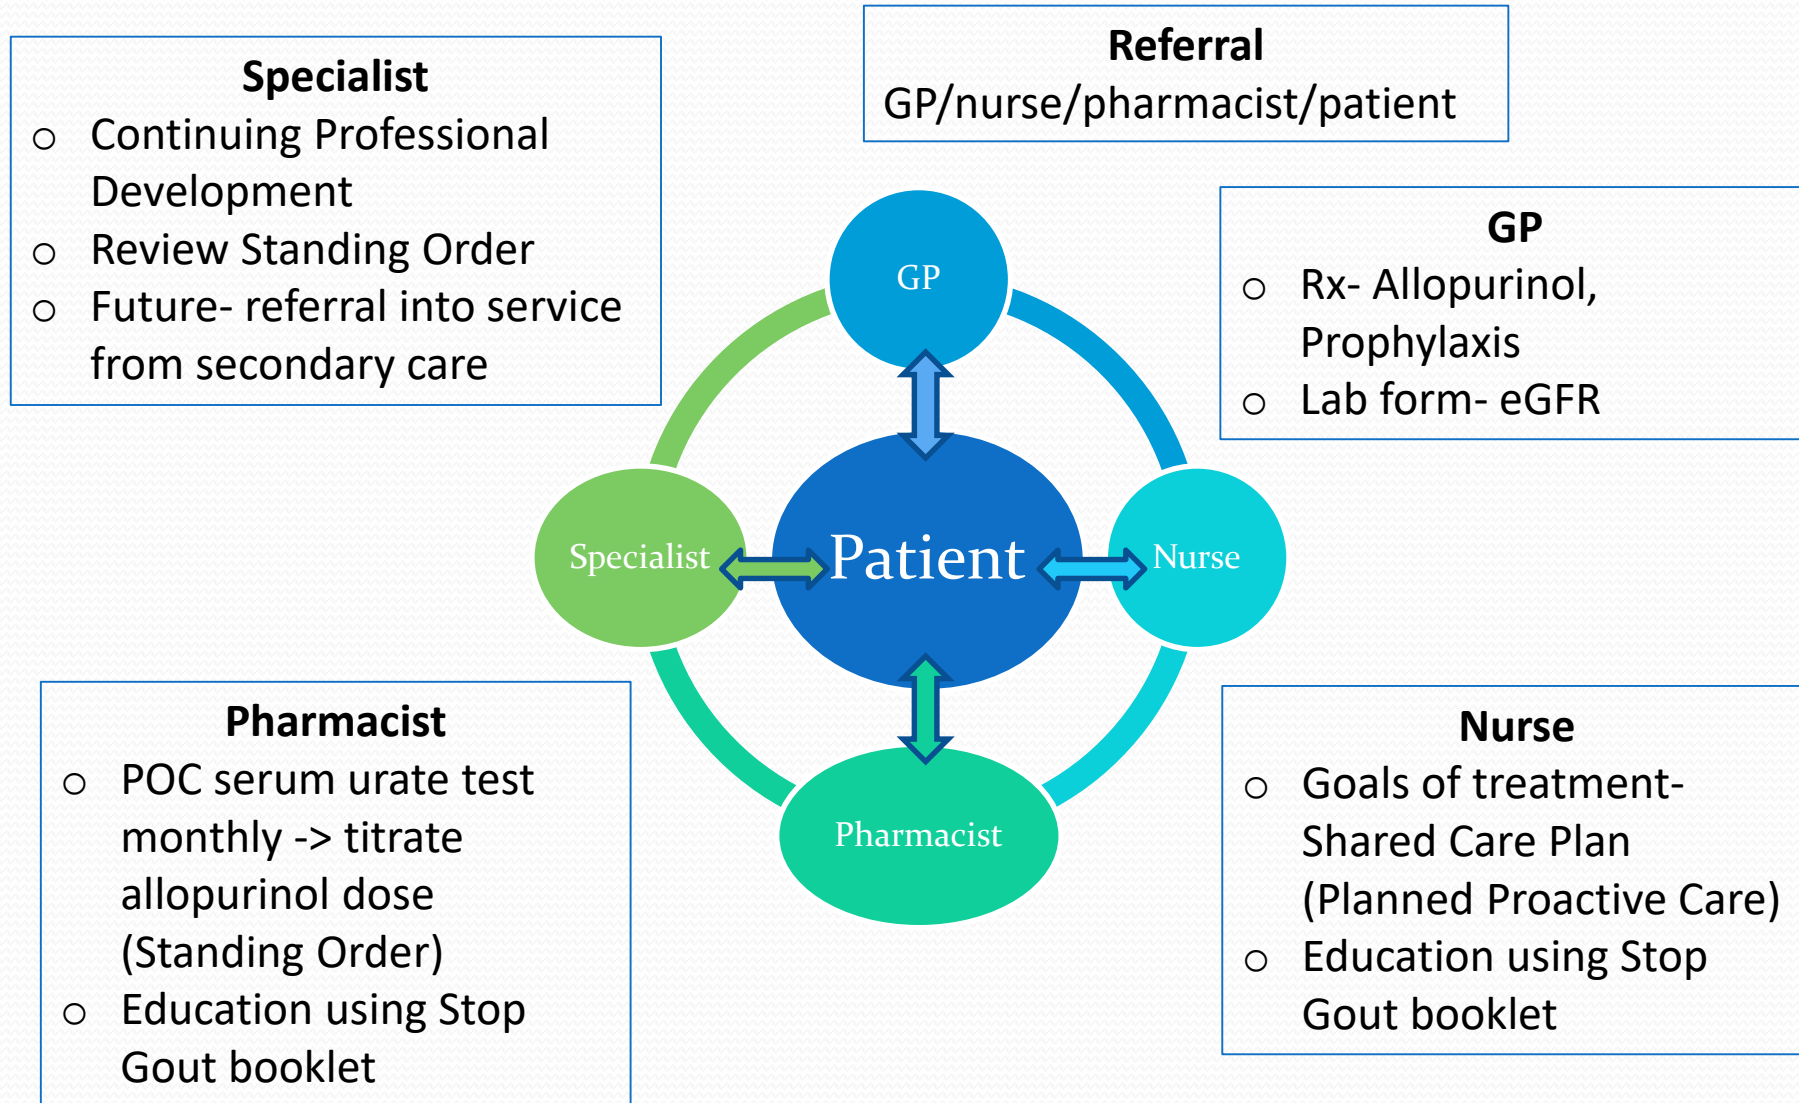 Specialist
o Continuing Professional
Development
o Review Standing Order
o Future- referral into service
from secondary care
Referral
GP/nurse/pharmacist/patient
GP
o Rx- Allopurinol,
Prophylaxis
o Lab form- eGFR
GP
Specialist
Patient
Nurse
Pharmacist
Pharmacist
o POC serum urate test
monthly -> titrate
allopurinol dose
(Standing Order)
o Education using Stop
Gout booklet
Nurse
o Goals of treatment-
Shared Care Plan
(Planned Proactive Care)
o Education using Stop
Gout booklet